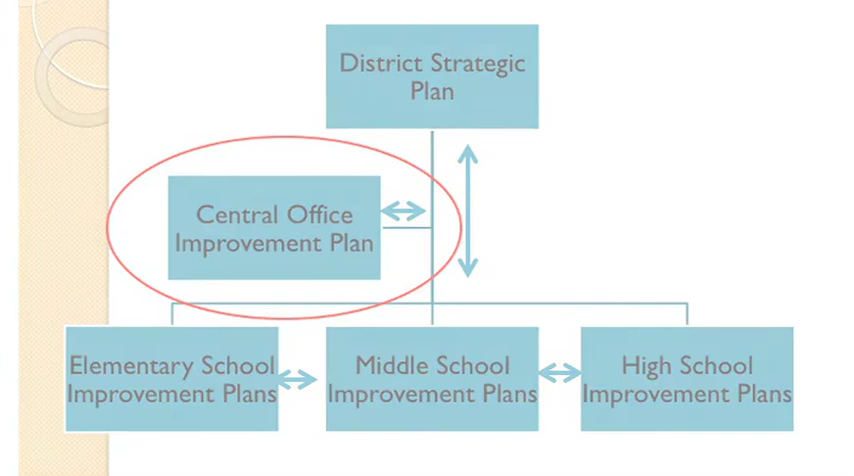 District Strategic
Plan
Central Office
Improvement Plan
Elementary School
Improvement Plans
Middle School
Improvement Plans
High School
Improvement Plans